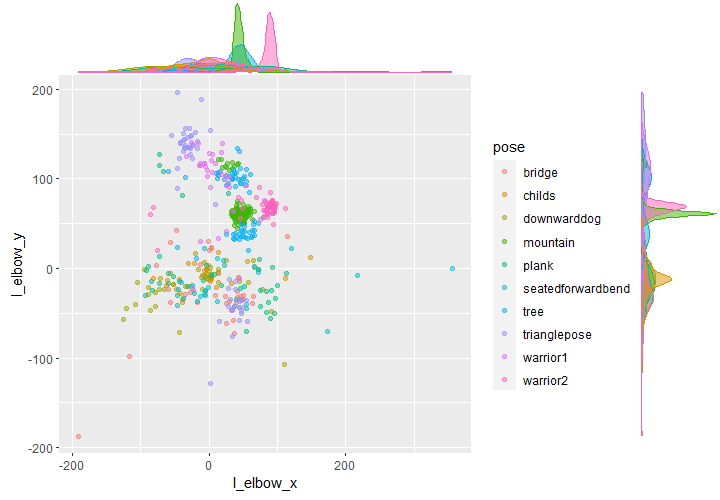 200
100
0
-100
-200
l_elbow_y
-200
0
200
l_elbow_x
pose
bridge
childs
downwarddog
mountain
plank
seatedforwardbend
tree
trianglepose
warrior1
warrior2